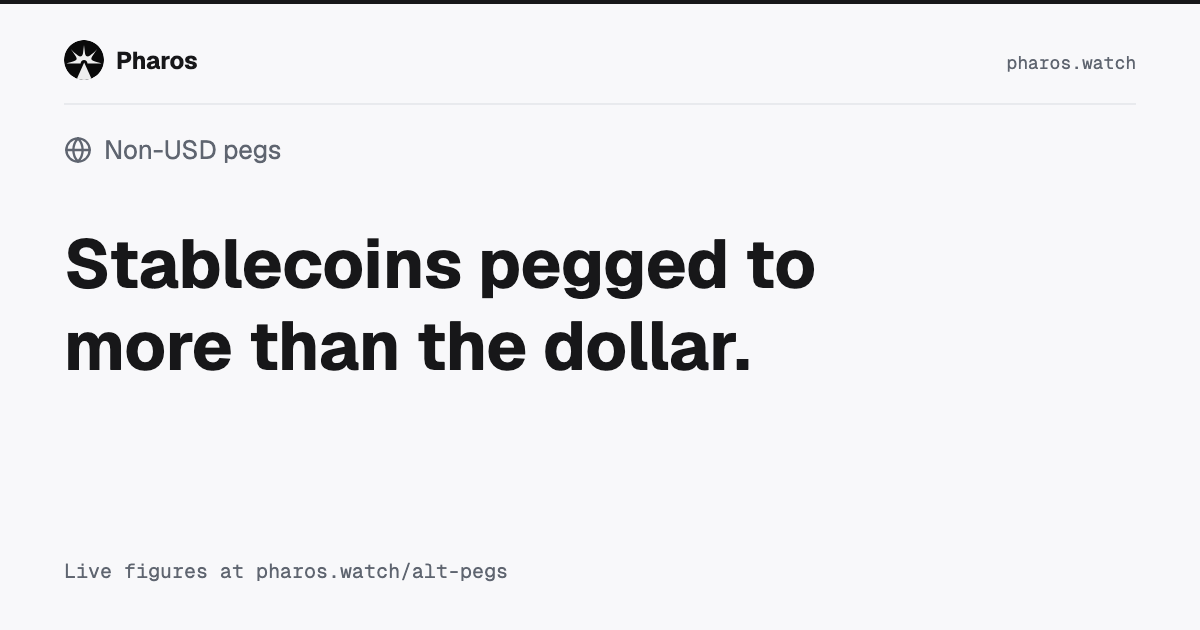 Pharos
pharos.watch
Non-USD pegs
Stablecoins pegged to
more than the dollar.
Live figures at pharos.watch/alt-pegs